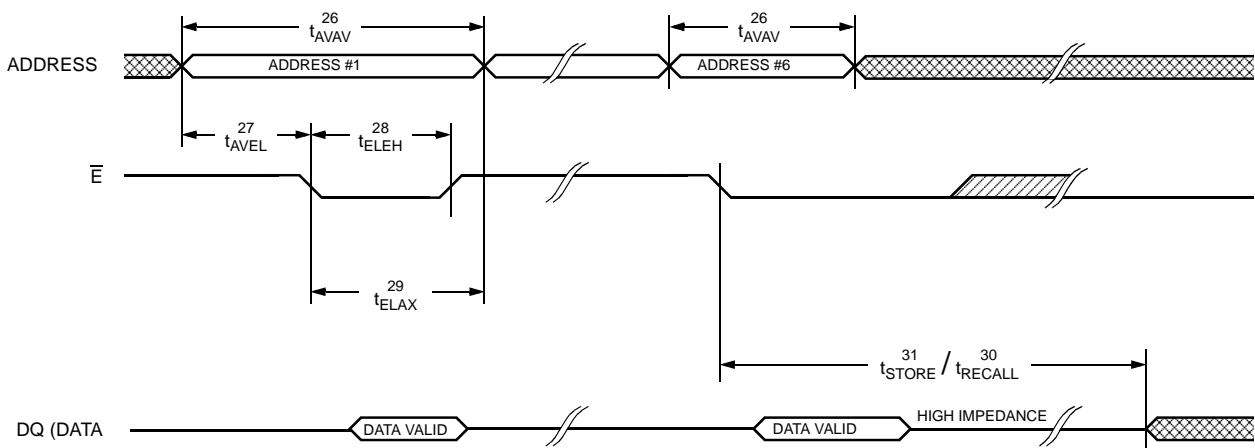 26
tAVAV
26
tAVAV
ADDRESS
ADDRESS #1
ADDRESS #6
27
tAVEL
28
tELEH
E
29
tELAX
31
30
tSTORE / tRECALL
DQ (DATA
DATA VALID
DATA VALID
HIGH IMPEDANCE